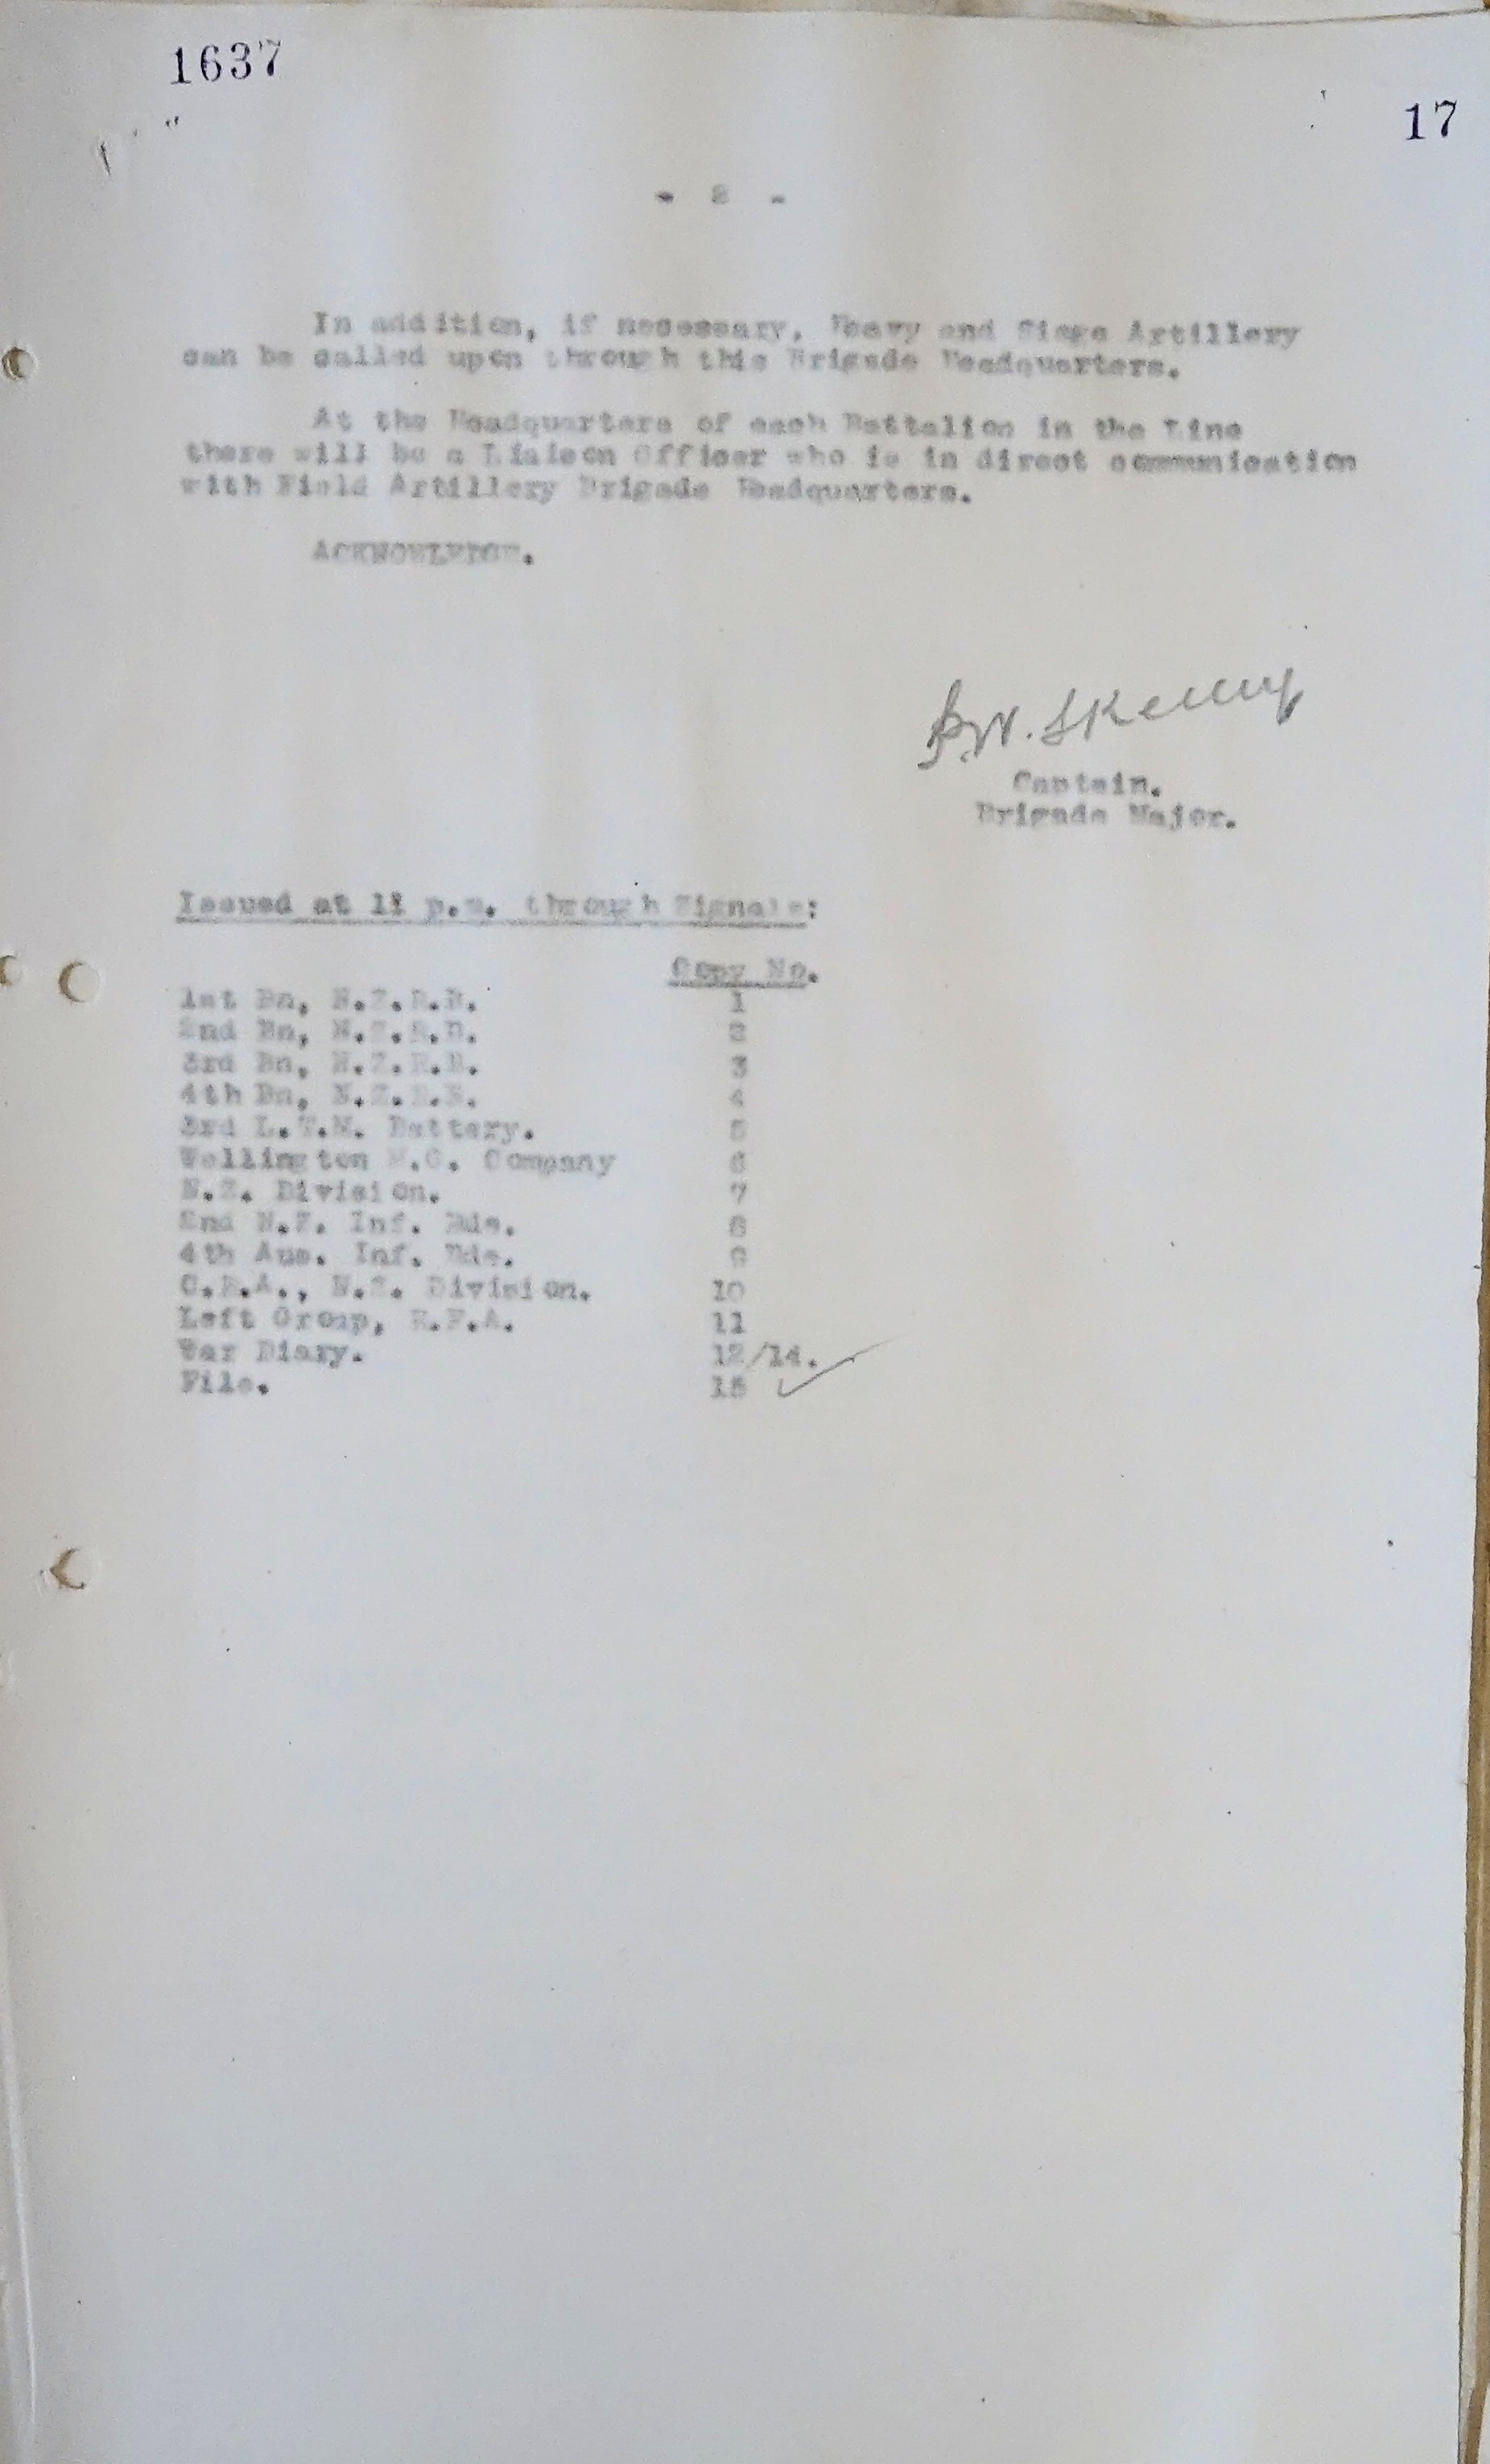 1637
17
- 2 -
In addition, if necessary, Heavy and Siege Artillery
can be called upon through this Brigade Headquarters.
At the Headquarters of each Battalion in the Line
there will be a Liaison Officer who is in direct communication
with Field Artillery Brigade Headquarters.
ACKNOWLEDGE.
Skelley
Captain.
Brigade Major.
Issued at p.m. through Signals:
Copy No.
1st Bn, N.Z.R.B. 1
2nd Bn, N.Z.R.B. 2
3rd Bn, N.Z.R.B. 3
4th Bn, N.Z.R.B. 4
3rd L.T.M. Battery. 5
Wellington M.G. Company 6
N.Z. Division. 7
2nd N.Z. Inf. Bde. 8
4th Aus. Inf. Bde. 9
C.R.A., N.Z. Division. 10
Left Group, R.F.A. 11
War Diary. 12/14.
File. 15